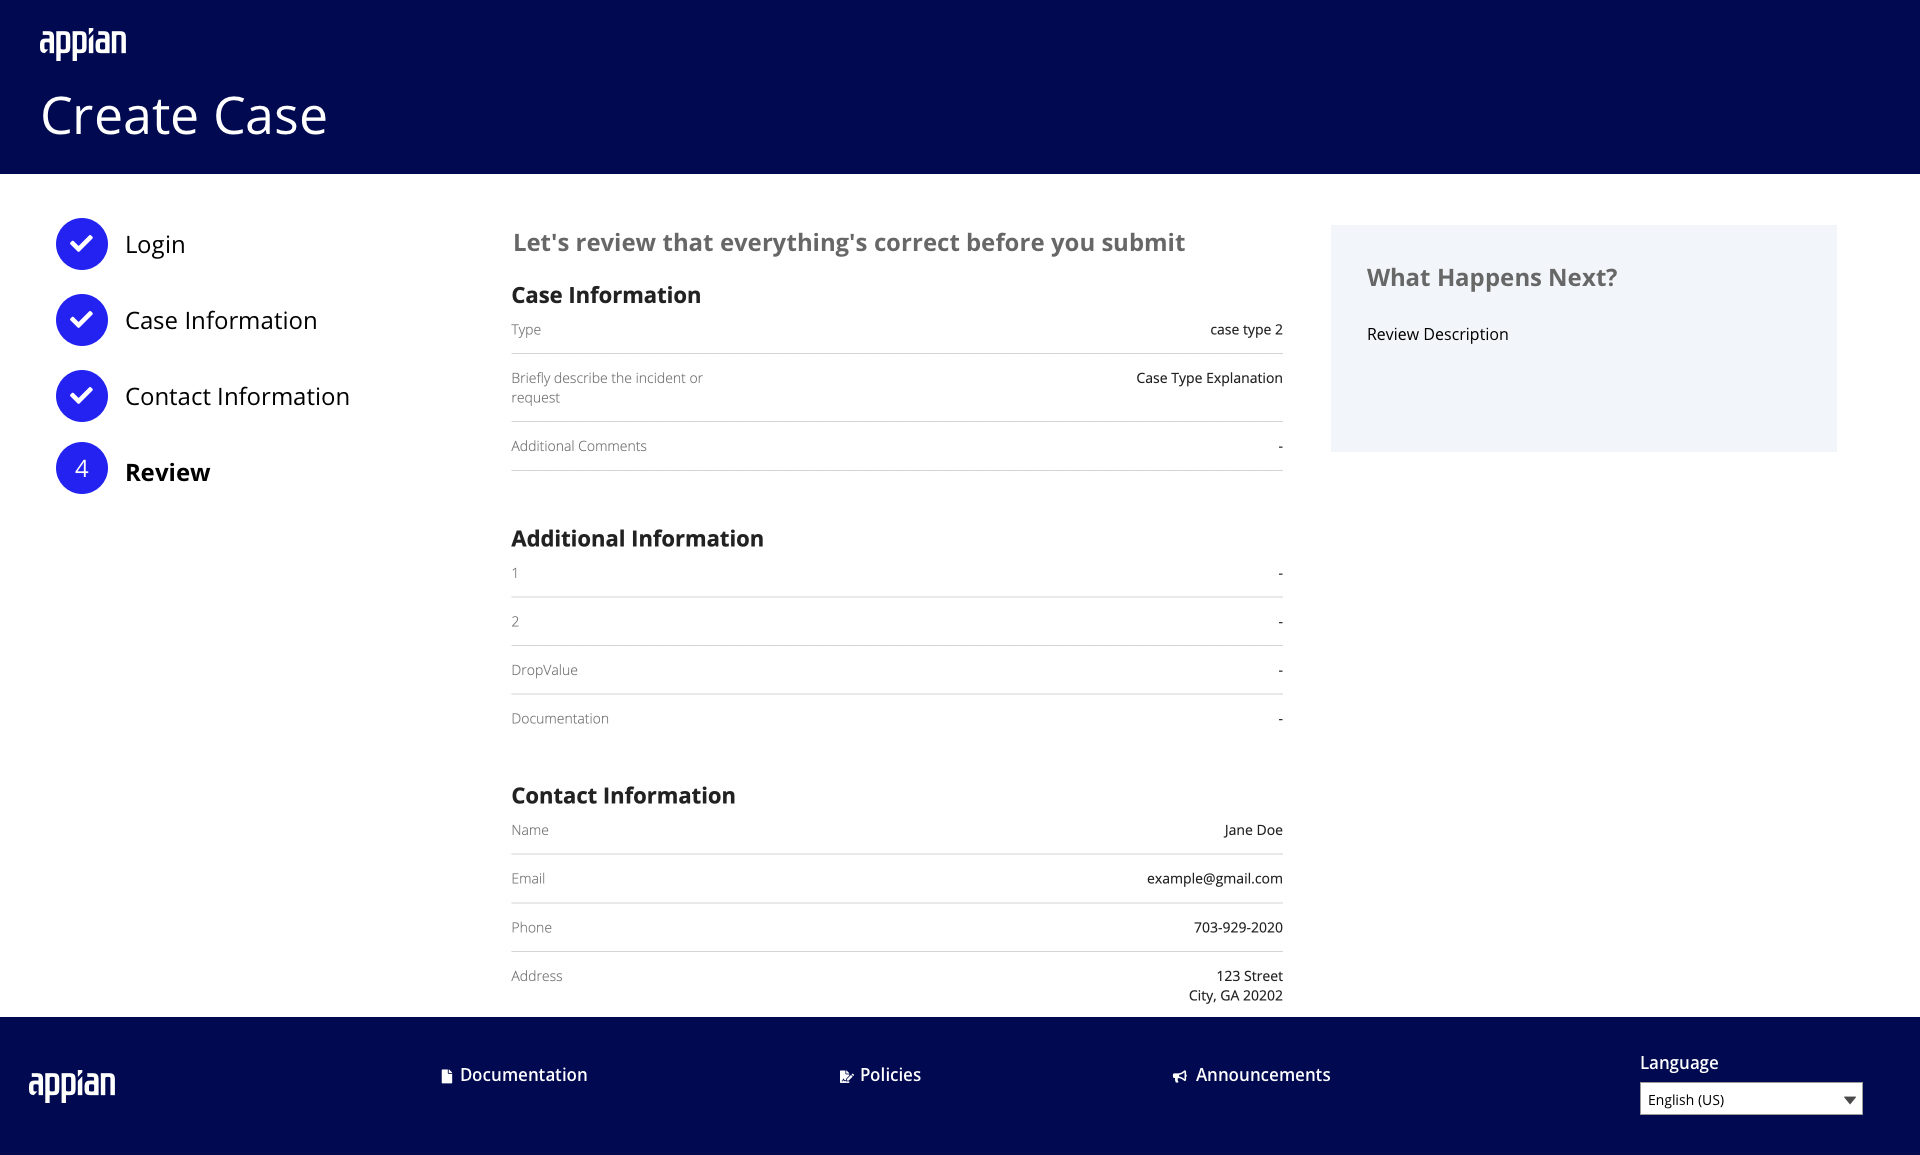 appian
Create Case
Login
Case Information
Contact Information
4 Review
Let's review that everything's correct before you submit
Case Information
Type case type 2
Briefly describe the incident or Case Type Explanation
request
Additional Comments -
Additional Information
1 -
2 -
DropValue -
Documentation -
Contact Information
Name Jane Doe
Email example@gmail.com
Phone 703-929-2020
Address 123 Street
City, GA 20202
What Happens Next?
Review Description
appian
Documentation
Policies
Announcements
Language
English (US)